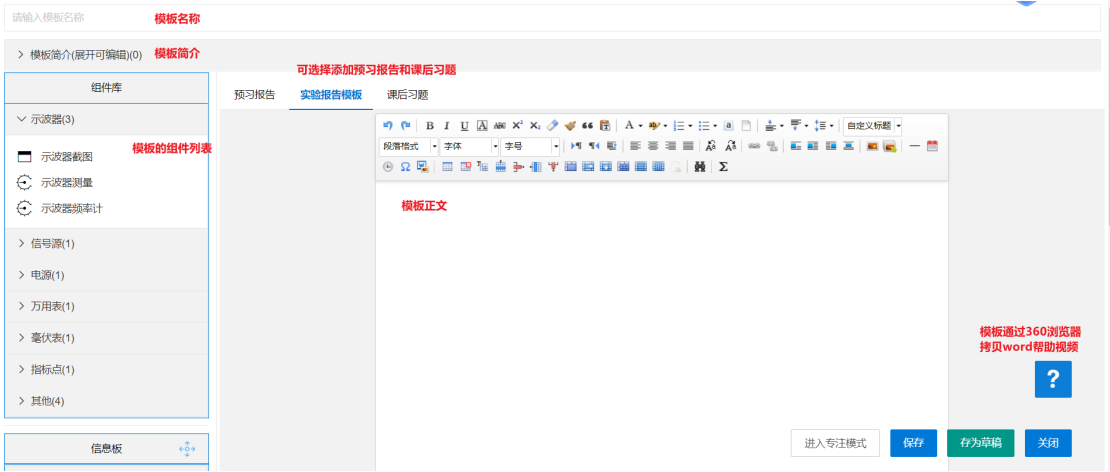 请输入模板名称 模板名称
模板简介(展开可编辑)(0) 模板简介
可选择添加预习报告和课后习题
组件库
预习报告 实验报告模板 课后习题
示波器(3)
模板的组件列表
示波器截图
示波器测量
示波器频率计
信号源(1)
电源(1)
万用表(1)
毫伏表(1)
指标点(1)
其他(4)
信息板
B I U A ABC X² X₂
自定义标题
段落格式 字体 字号
模板正文
模板通过360浏览器
拷贝word帮助视频
?
进入专注模式 保存 存为草稿 关闭